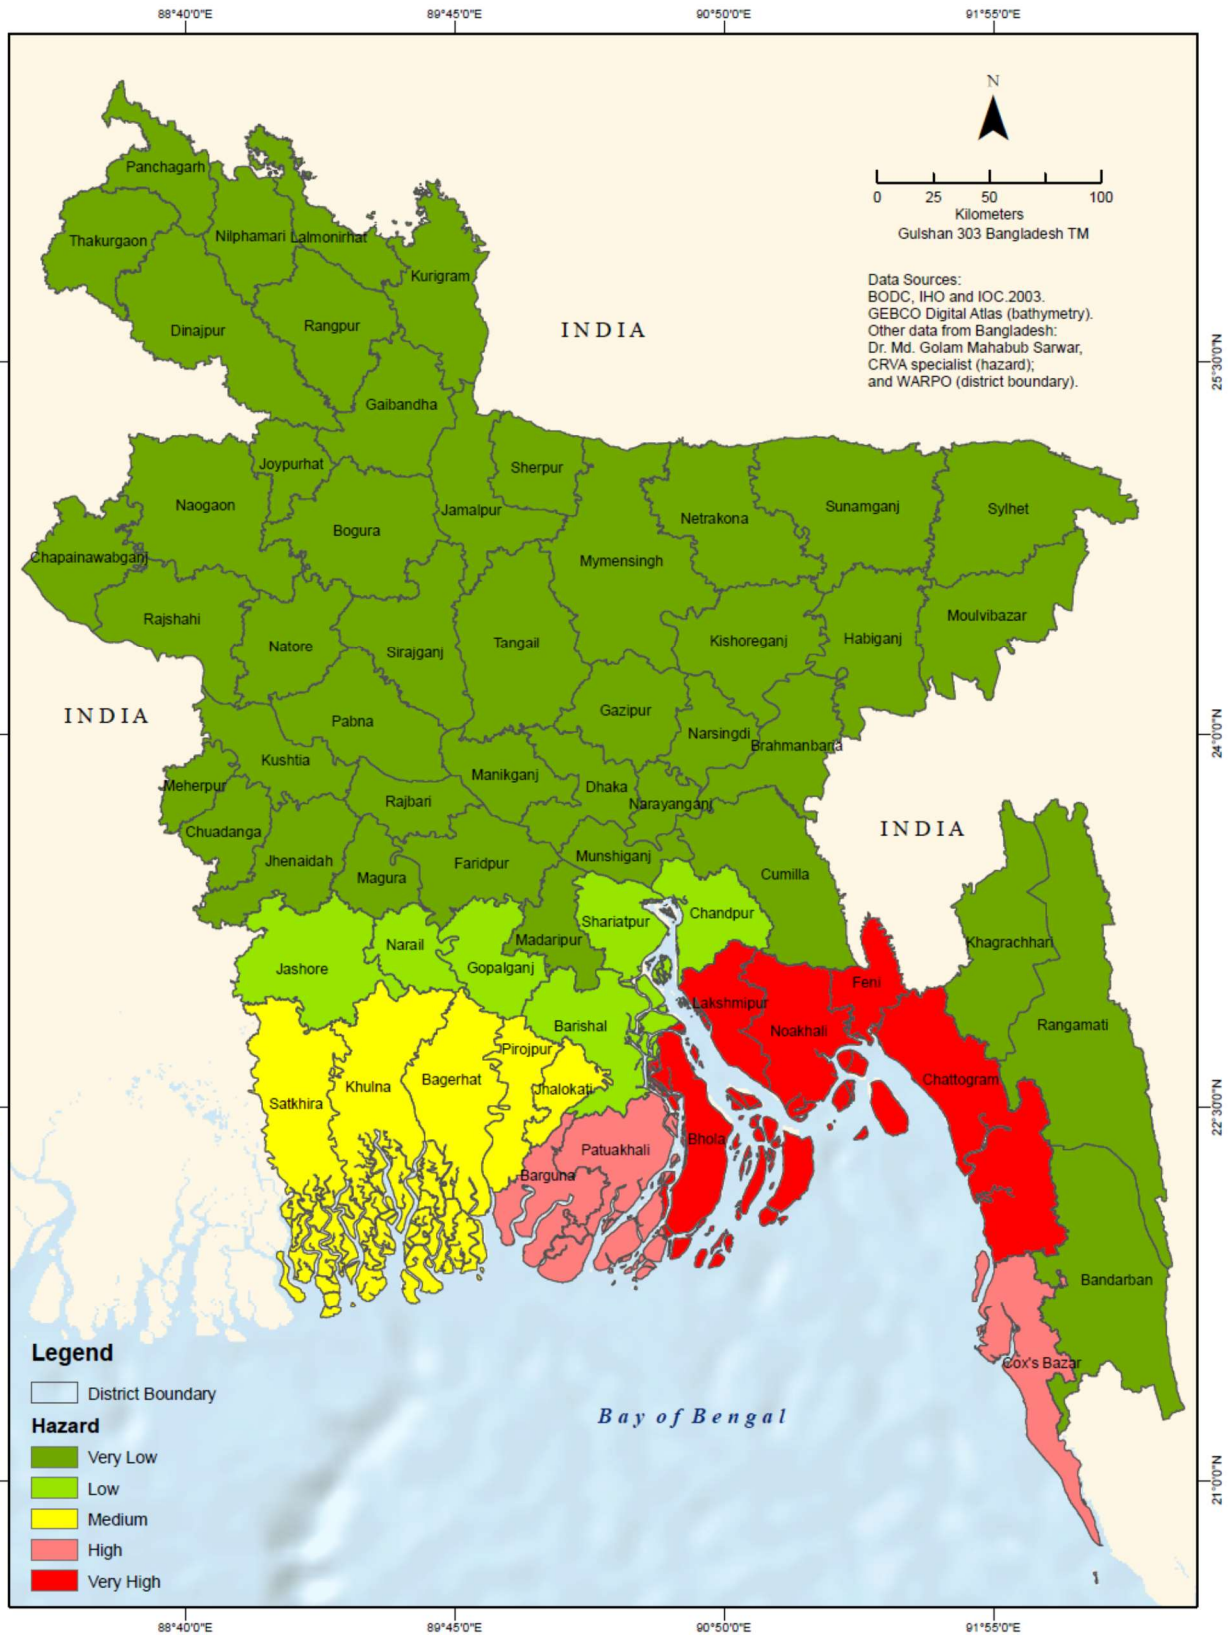 88°40'0"E 89°45'0"E 90°50'0"E 91°55'0"E
N
0 25 50 100
Kilometers
Gulshan 303 Bangladesh TM
Data Sources:
BODC, IHO and IOC.2003.
GEBCO Digital Atlas (bathymetry).
Other data from Bangladesh:
Dr. Md. Golam Mahabub Sarwar,
CRVA specialist (hazard);
and WARPO (district boundary).
Panchagarh
Thakurgaon
Nilphamari
Lalmonirhat
Kurigram
Dinajpur
Rangpur
INDIA
25°30'0"N
Gaibandha
Joypurhat
Sherpur
Naogaon
Bogura
Jamalpur
Netrakona
Sunamganj
Sylhet
Chapainawabganj
Mymensingh
Rajshahi
Natore
Sirajganj
Tangail
Kishoreganj
Habiganj
Moulvibazar
INDIA
Pabna
Gazipur
Narsingdi
Brahmanbaria
24°0'0"N
Kushtia
Meherpur
Manikganj
Dhaka
Rajbari
Narayanganj
Chuadanga
INDIA
Jhenaidah
Magura
Faridpur
Munshiganj
Cumilla
Shariatpur
Chandpur
Narail
Madaripur
Khagrachhari
Jashore
Gopalganj
Feni
Lakshmipur
Barishal
Noakhali
Rangamati
Pirojpur
Khulna
Bagerhat
Jhalokati
Chattogram
Satkhira
22°30'0"N
Bhola
Patuakhali
Barguna
Bandarban
Cox's Bazar
Bay of Bengal
21°0'0"N
Legend
District Boundary
Hazard
Very Low
Low
Medium
High
Very High
88°40'0"E 89°45'0"E 90°50'0"E 91°55'0"E